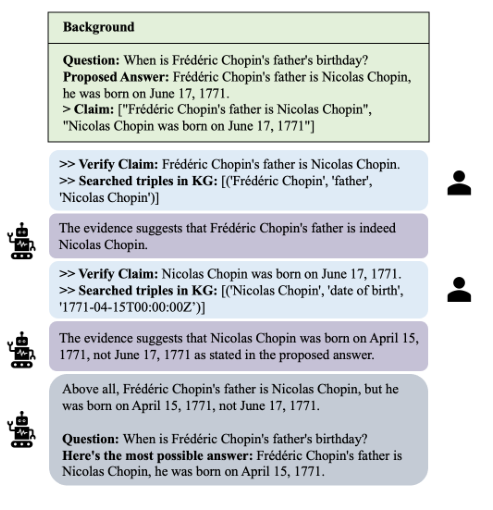 Background
Question: When is Frédéric Chopin's father's birthday?
Proposed Answer: Frédéric Chopin's father is Nicolas Chopin,
he was born on June 17, 1771.
> Claim: ["Frédéric Chopin's father is Nicolas Chopin",
"Nicolas Chopin was born on June 17, 1771"]
>> Verify Claim: Frédéric Chopin's father is Nicolas Chopin.
>> Searched triples in KG: [('Frédéric Chopin', 'father',
'Nicolas Chopin')]
The evidence suggests that Frédéric Chopin's father is indeed
Nicolas Chopin.
>> Verify Claim: Nicolas Chopin was born on June 17, 1771.
>> Searched triples in KG: [('Nicolas Chopin', 'date of birth',
'1771-04-15T00:00:00Z')]
The evidence suggests that Nicolas Chopin was born on April 15,
1771, not June 17, 1771 as stated in the proposed answer.
Above all, Frédéric Chopin's father is Nicolas Chopin, but he
was born on April 15, 1771, not June 17, 1771.
Question: When is Frédéric Chopin's father's birthday?
Here's the most possible answer: Frédéric Chopin's father is
Nicolas Chopin, he was born on April 15, 1771.